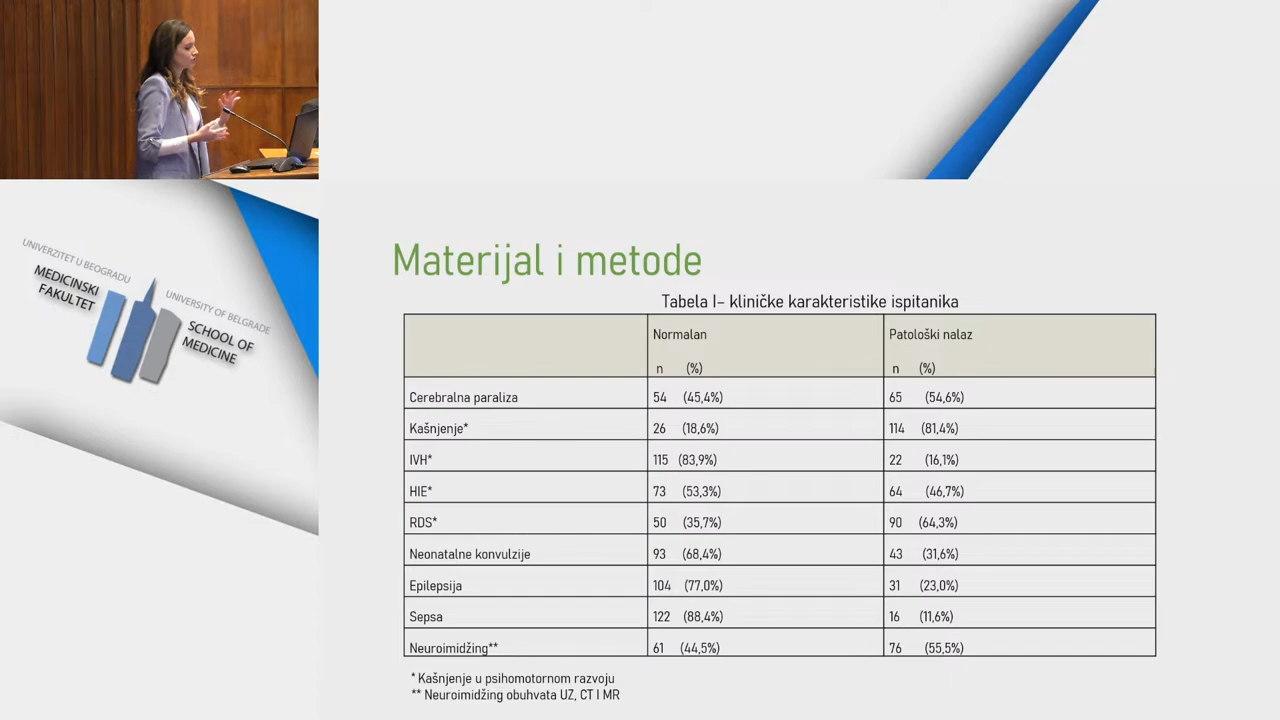 UNIVERZITET U BEOGRADU
MEDICINSKI
FAKULTET
UNIVERSITY OF BELGRADE
SCHOOL OF
MEDICINE
Materijal i metode
Tabela I– kliničke karakteristike ispitanika
Normalan Patološki nalaz
n (%) n (%)
Cerebralna paraliza 54 (45,4%) 65 (54,6%)
Kašnjenje* 26 (18,6%) 114 (81,4%)
IVH* 115 (83,9%) 22 (16,1%)
HIE* 73 (53,3%) 64 (46,7%)
RDS* 50 (35,7%) 90 (64,3%)
Neonatalne konvulzije 93 (68,4%) 43 (31,6%)
Epilepsija 104 (77,0%) 31 (23,0%)
Sepsa 122 (88,4%) 16 (11,6%)
Neuroimidžing** 61 (44,5%) 76 (55,5%)
* Kašnjenje u psihomotornom razvoju
** Neuroimidžing obuhvata UZ, CT I MR